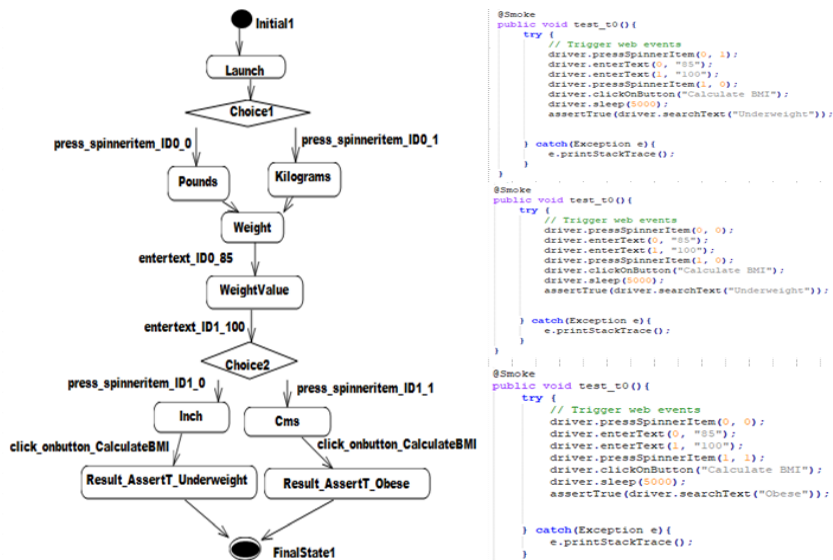 Initial1
Launch
Choice1
press_spinneritem_ID0_0
press_spinneritem_ID0_1
Pounds
Kilograms
Weight
entertext_ID0_85
WeightValue
entertext_ID1_100
Choice2
press_spinneritem_ID1_0
press_spinneritem_ID1_1
Inch
Cms
click_onbutton_CalculateBMI
click_onbutton_CalculateBMI
Result_AssertT_Underweight
Result_AssertT_Obese
FinalState1
@Smoke
public void test_t0(){
try {
// Trigger web events
driver.pressSpinnerItem(0, 1);
driver.enterText(0, "85");
driver.enterText(1, "100");
driver.pressSpinnerItem(1, 0);
driver.clickOnButton("Calculate BMI");
driver.sleep(5000);
assertTrue(driver.searchText("Underweight"));
} catch(Exception e){
e.printStackTrace();
}
}
@Smoke
public void test_t0(){
try {
// Trigger web events
driver.pressSpinnerItem(0, 0);
driver.enterText(0, "85");
driver.enterText(1, "100");
driver.pressSpinnerItem(1, 0);
driver.clickOnButton("Calculate BMI");
driver.sleep(5000);
assertTrue(driver.searchText("Underweight"));
} catch(Exception e){
e.printStackTrace();
}
}
@Smoke
public void test_t0(){
try {
// Trigger web events
driver.pressSpinnerItem(0, 0);
driver.enterText(0, "85");
driver.enterText(1, "100");
driver.pressSpinnerItem(1, 1);
driver.clickOnButton("Calculate BMI");
driver.sleep(5000);
assertTrue(driver.searchText("Obese"));
} catch(Exception e){
e.printStackTrace();
}